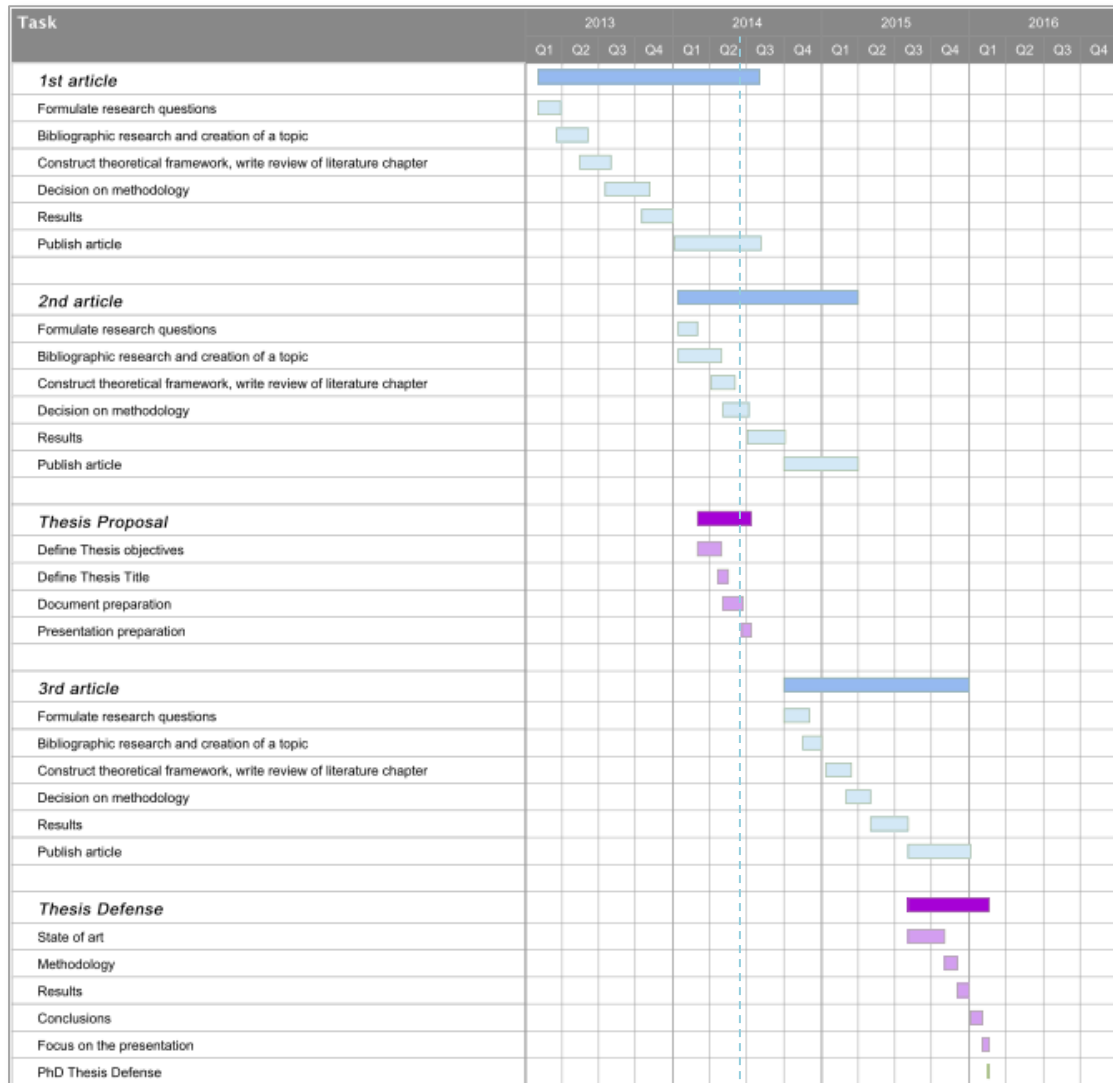 Task
2013 2014 2015 2016
Q1 Q2 Q3 Q4 Q1 Q2 Q3 Q4 Q1 Q2 Q3 Q4 Q1 Q2 Q3 Q4
1st article
Formulate research questions
Bibliographic research and creation of a topic
Construct theoretical framework, write review of literature chapter
Decision on methodology
Results
Publish article
2nd article
Formulate research questions
Bibliographic research and creation of a topic
Construct theoretical framework, write review of literature chapter
Decision on methodology
Results
Publish article
Thesis Proposal
Define Thesis objectives
Define Thesis Title
Document preparation
Presentation preparation
3rd article
Formulate research questions
Bibliographic research and creation of a topic
Construct theoretical framework, write review of literature chapter
Decision on methodology
Results
Publish article
Thesis Defense
State of art
Methodology
Results
Conclusions
Focus on the presentation
PhD Thesis Defense